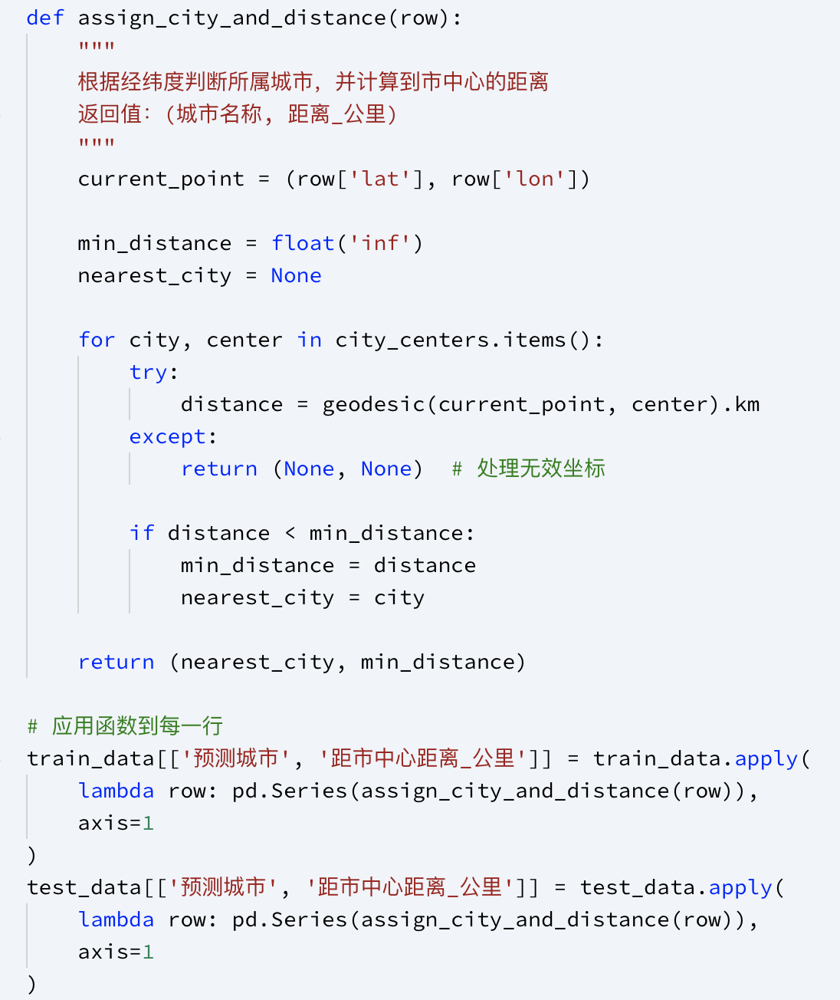 def assign_city_and_distance(row):
    """
    根据经纬度判断所属城市，并计算到市中心的距离
    返回值：(城市名称, 距离_公里)
    """
    current_point = (row['lat'], row['lon'])

    min_distance = float('inf')
    nearest_city = None

    for city, center in city_centers.items():
        try:
            distance = geodesic(current_point, center).km
        except:
            return (None, None)  # 处理无效坐标

        if distance < min_distance:
            min_distance = distance
            nearest_city = city

    return (nearest_city, min_distance)

# 应用函数到每一行
train_data[['预测城市', '距市中心距离_公里']] = train_data.apply(
    lambda row: pd.Series(assign_city_and_distance(row)),
    axis=1
)
test_data[['预测城市', '距市中心距离_公里']] = test_data.apply(
    lambda row: pd.Series(assign_city_and_distance(row)),
    axis=1
)